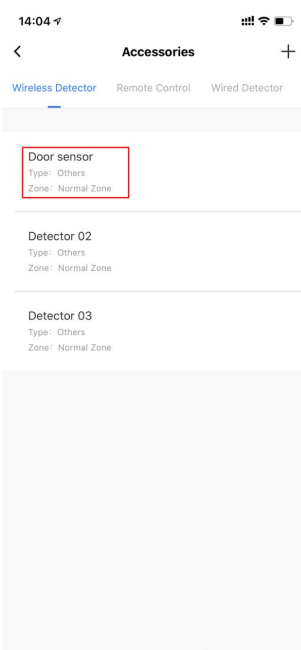 14:04
Accessories
Wireless Detector Remote Control Wired Detector
Door sensor
Type: Others
Zone: Normal Zone
Detector 02
Type: Others
Zone: Normal Zone
Detector 03
Type: Others
Zone: Normal Zone